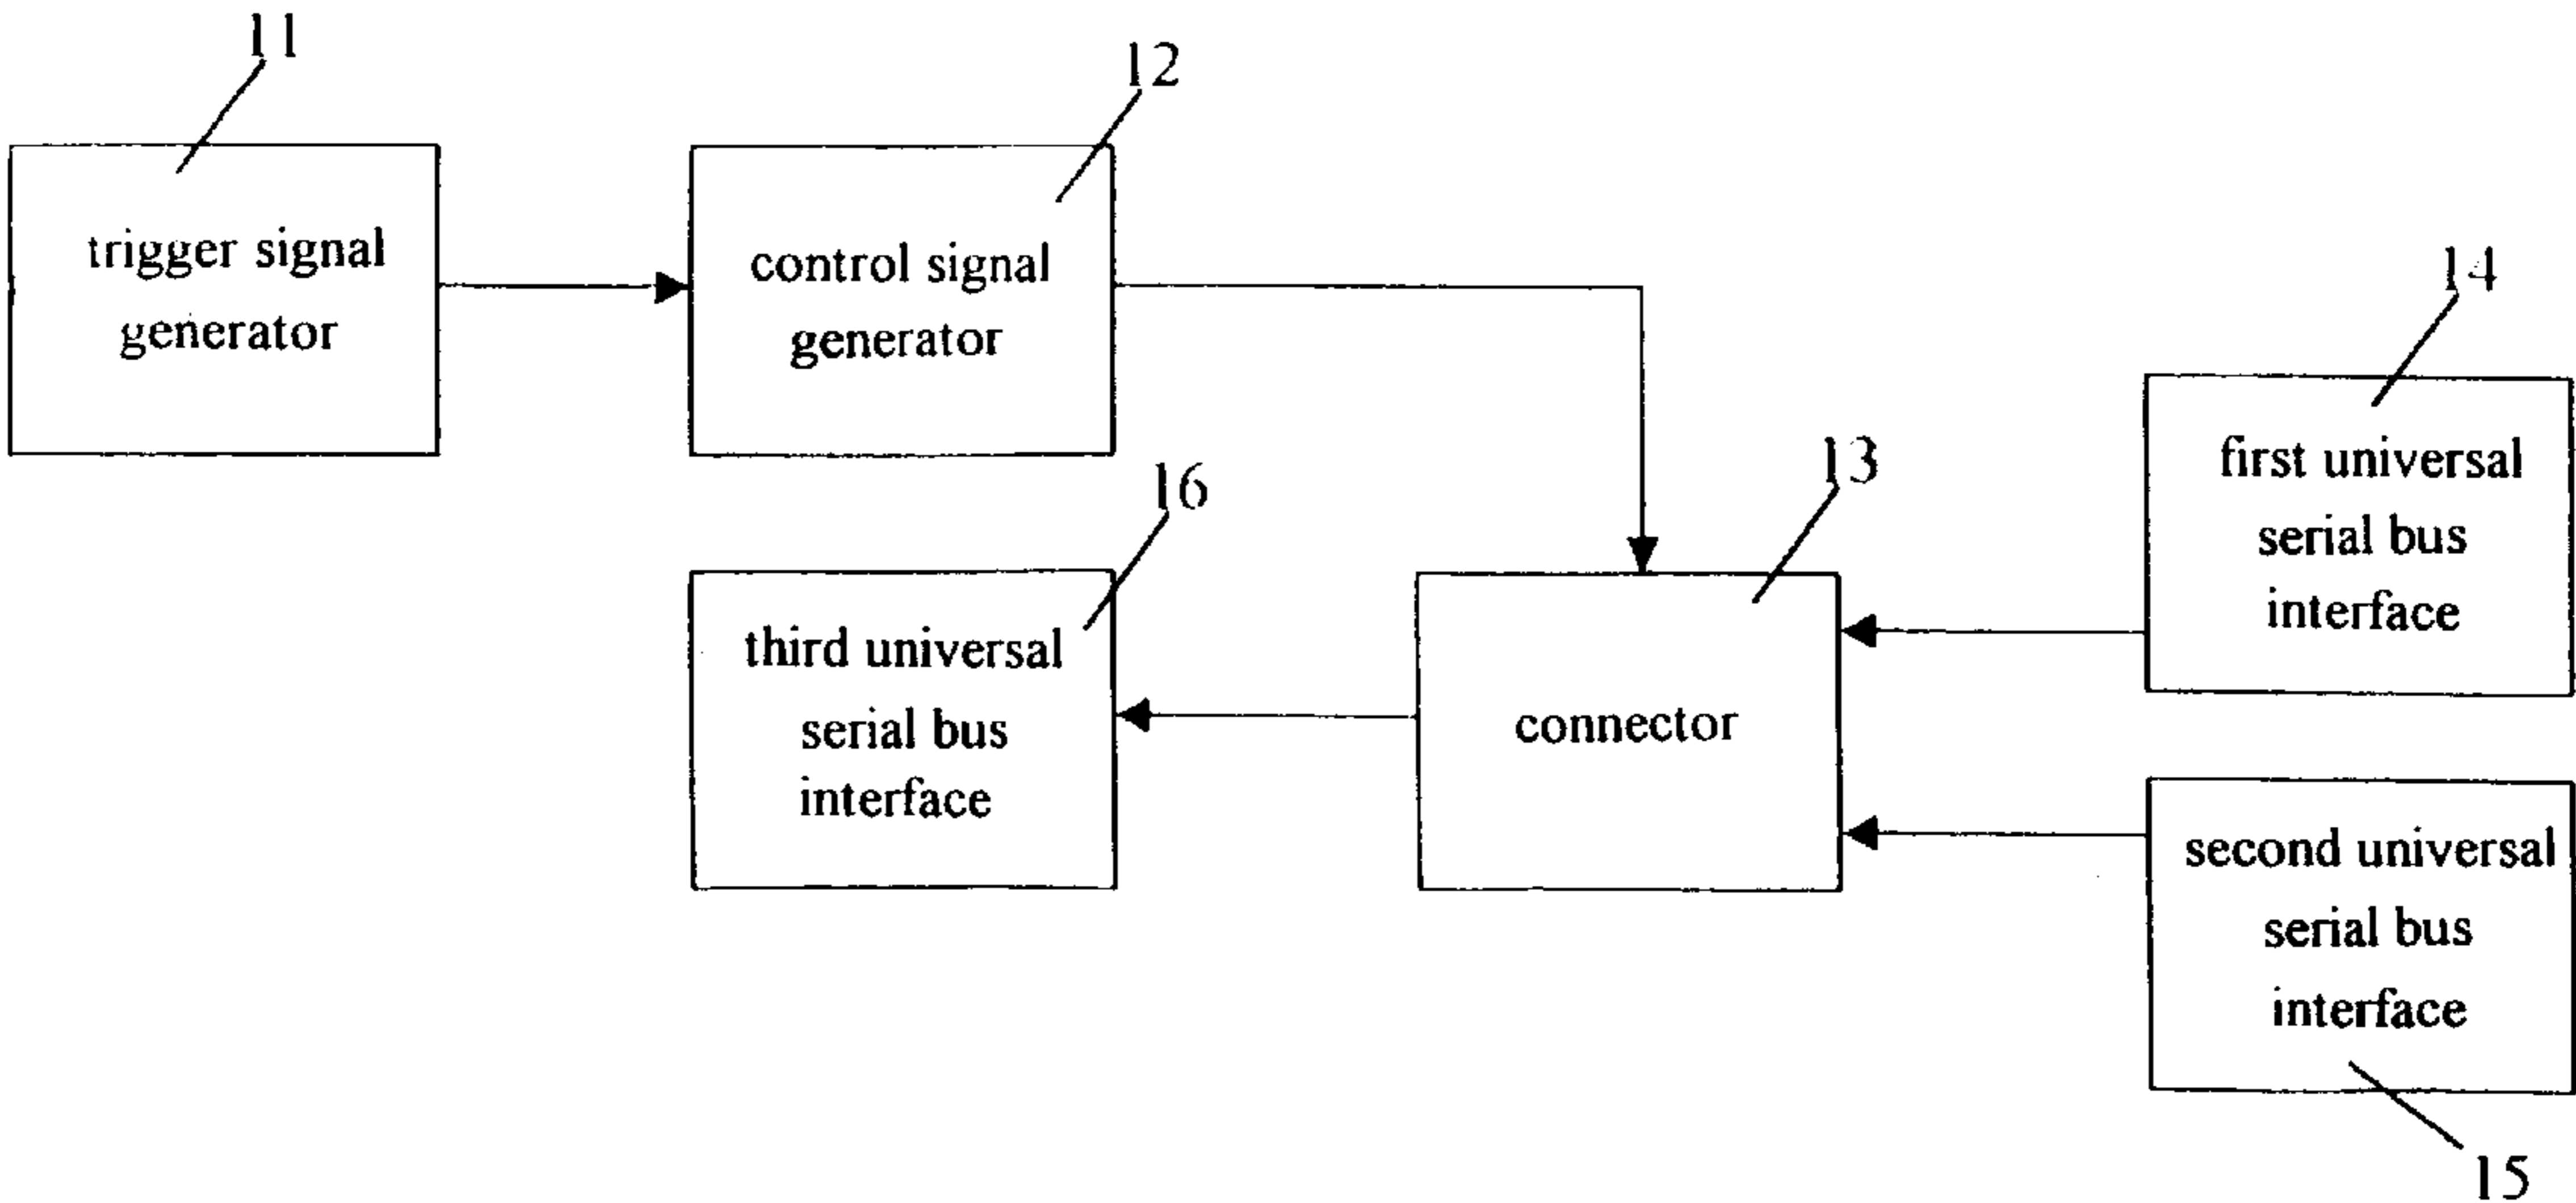 11
trigger signal
generator
12
control signal
generator
13
connector
14
first universal
serial bus
interface
15
second universal
serial bus
interface
16
third universal
serial bus
interface